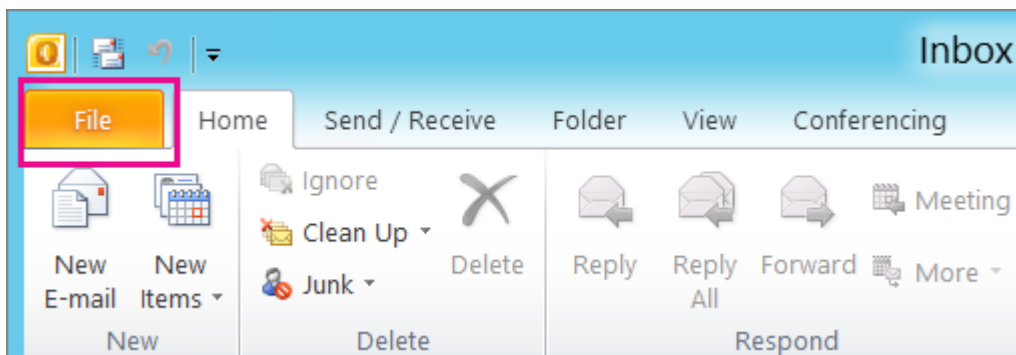 Inbox
File Home Send / Receive Folder View Conferencing
Ignore
Clean Up
Junk
New E-mail
New Items
Delete
Reply
Reply All
Forward
Meeting
More
New Delete Respond